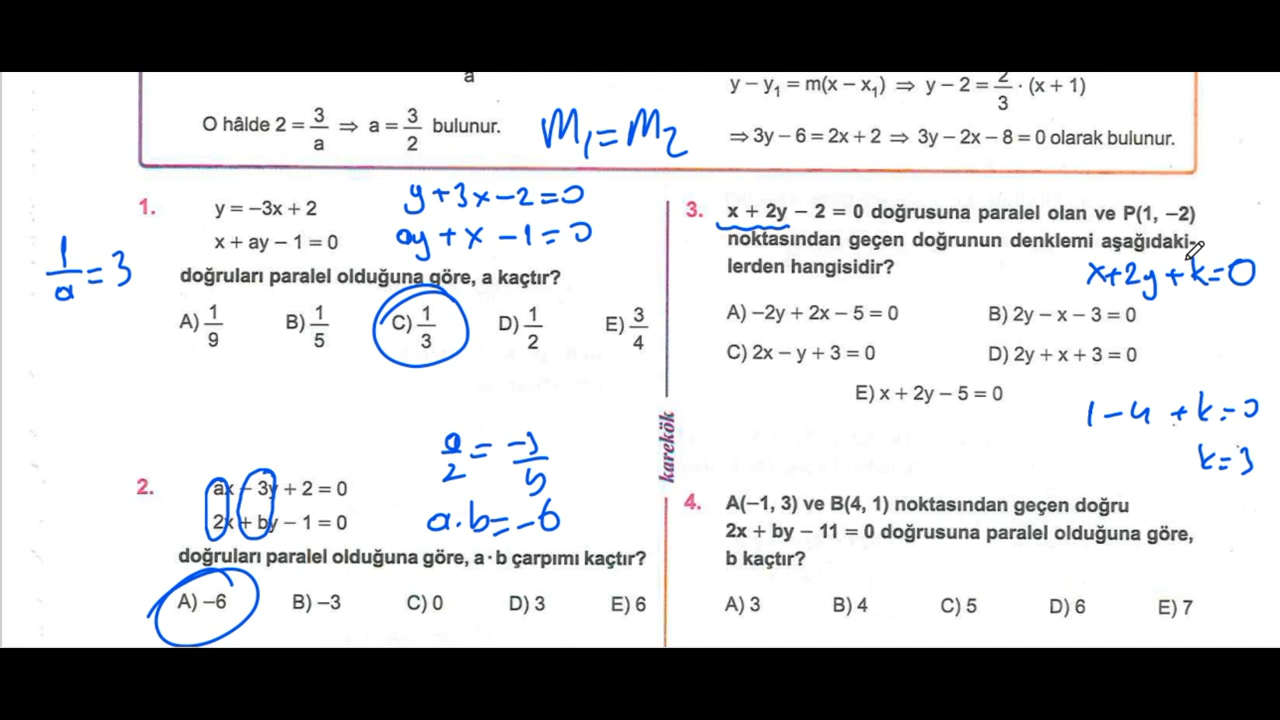 a
O hâlde 2 = 3/a ⇒ a = 3/2 bulunur.
m₁ = m₂
y – y₁ = m(x – x₁) ⇒ y – 2 = 2/3 · (x + 1)
⇒ 3y – 6 = 2x + 2 ⇒ 3y – 2x – 8 = 0 olarak bulunur.
1.
y = –3x + 2
y + 3x – 2 = 0
x + ay – 1 = 0
ay + x – 1 = 0
1/a = 3
doğruları paralel olduğuna göre, a kaçtır?
A) 1/9 B) 1/5 C) 1/3 D) 1/2 E) 3/4
2.
ax – 3y + 2 = 0
a/2 = –3/b
2x + by – 1 = 0
a.b = –6
doğruları paralel olduğuna göre, a · b çarpımı kaçtır?
A) –6 B) –3 C) 0 D) 3 E) 6
karekök
3. x + 2y – 2 = 0 doğrusuna paralel olan ve P(1, –2)
noktasından geçen doğrunun denklemi aşağıdaki-
lerden hangisidir?
x + 2y + k = 0
A) –2y + 2x – 5 = 0 B) 2y – x – 3 = 0
C) 2x – y + 3 = 0 D) 2y + x + 3 = 0
E) x + 2y – 5 = 0
1 – 4 + k = 0
k = 3
4. A(–1, 3) ve B(4, 1) noktasından geçen doğru
2x + by – 11 = 0 doğrusuna paralel olduğuna göre,
b kaçtır?
A) 3 B) 4 C) 5 D) 6 E) 7